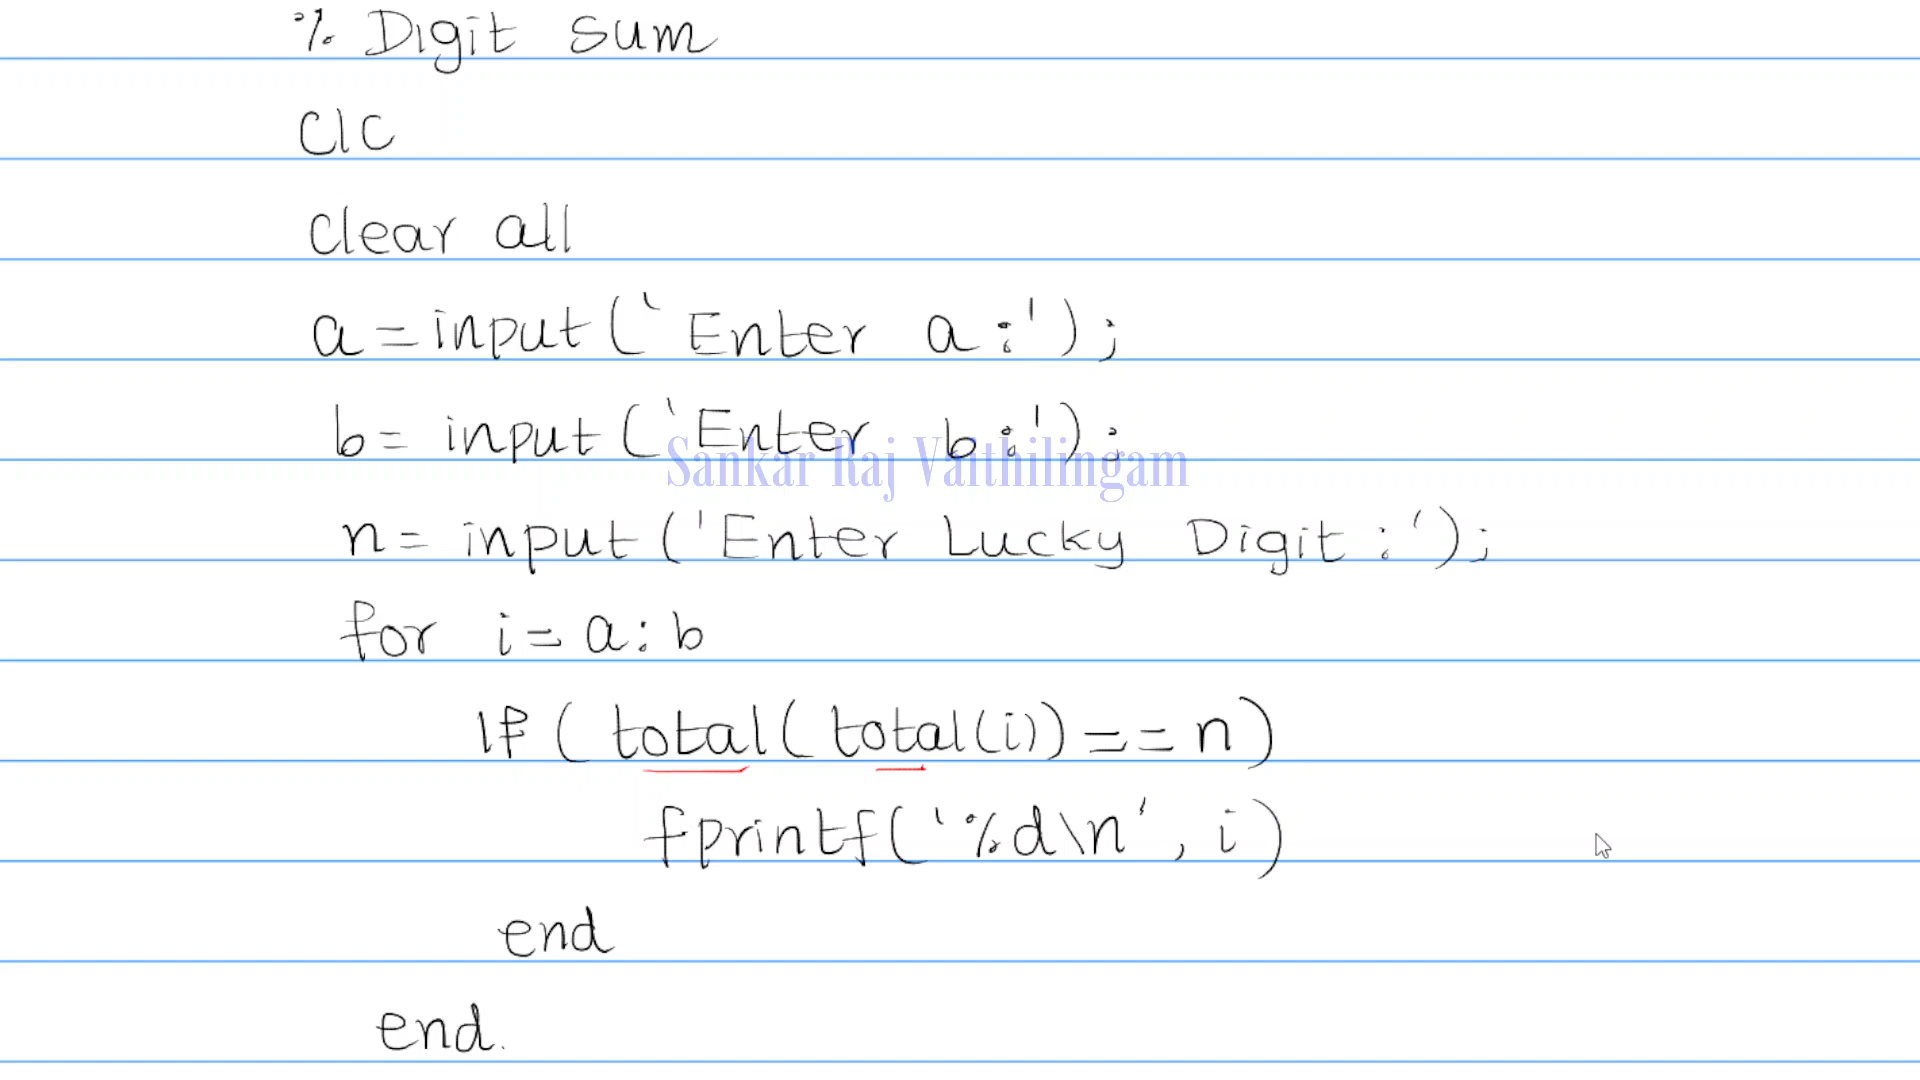 % Digit sum
clc
clear all
a=input(‘Enter a:');
b= input(‘Enter b:');
Sankar Raj Vaithilingam
n= input('Enter Lucky Digit:');
for i=a:b
if(total(total(i))==n)
fprintf(‘%d\n', i)
end
end.